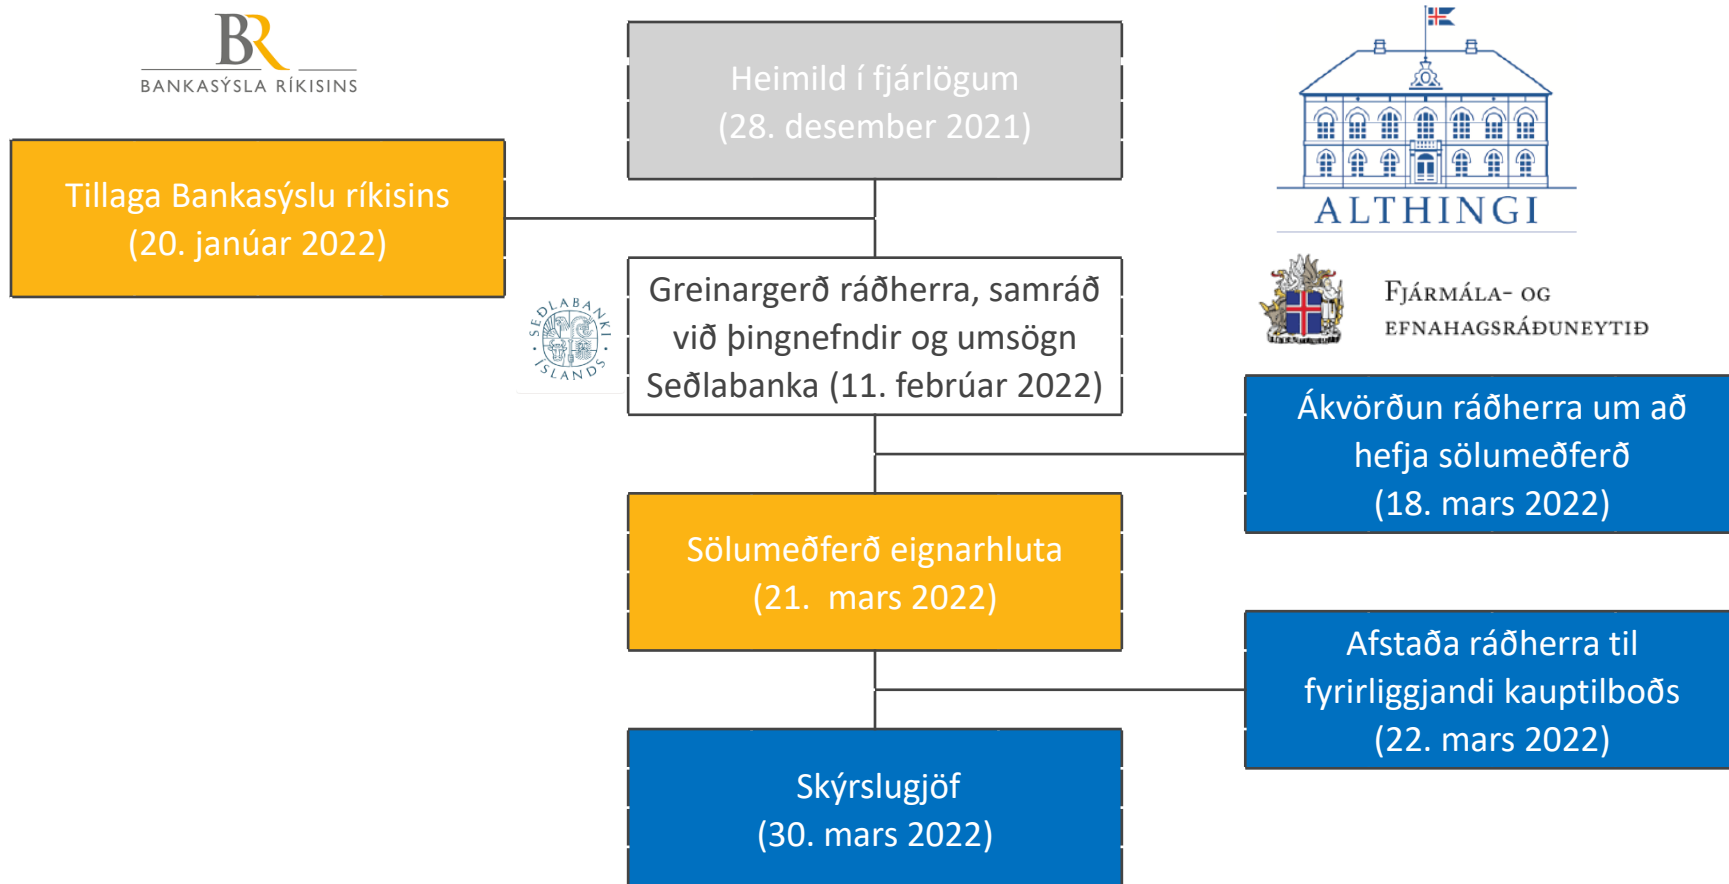 BR
BANKASÝSLA RÍKISINS
Heimild í fjárlögum
(28. desember 2021)
ALTHINGI
Tillaga Bankasýslu ríkisins
(20. janúar 2022)
SEÐLABANKI
ÍSLANDS
Greinargerð ráðherra, samráð
við þingnefndir og umsögn
Seðlabanka (11. febrúar 2022)
FJÁRMÁLA- OG
EFNAHAGSRÁÐUNEYTIÐ
Ákvörðun ráðherra um að
hefja sölumeðferð
(18. mars 2022)
Sölumeðferð eignarhluta
(21.  mars 2022)
Afstaða ráðherra til
fyrirliggjandi kauptilboðs
(22. mars 2022)
Skýrslugjöf
(30. mars 2022)